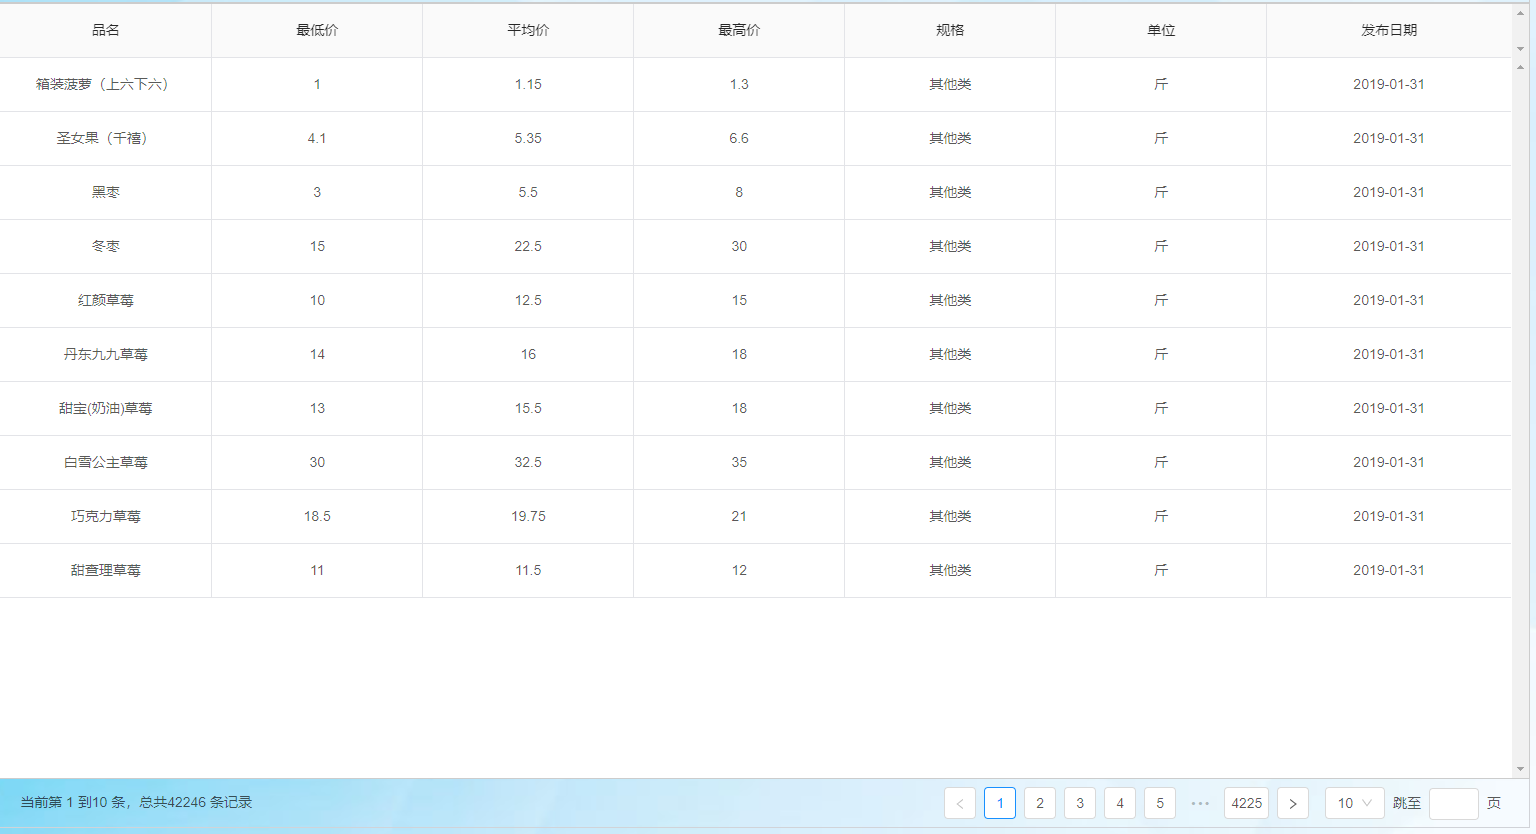 品名 最低价 平均价 最高价 规格 单位 发布日期
箱装菠萝（上六下六） 1 1.15 1.3 其他类 斤 2019-01-31
圣女果（千禧） 4.1 5.35 6.6 其他类 斤 2019-01-31
黑枣 3 5.5 8 其他类 斤 2019-01-31
冬枣 15 22.5 30 其他类 斤 2019-01-31
红颜草莓 10 12.5 15 其他类 斤 2019-01-31
丹东九九草莓 14 16 18 其他类 斤 2019-01-31
甜宝(奶油)草莓 13 15.5 18 其他类 斤 2019-01-31
白雪公主草莓 30 32.5 35 其他类 斤 2019-01-31
巧克力草莓 18.5 19.75 21 其他类 斤 2019-01-31
甜查理草莓 11 11.5 12 其他类 斤 2019-01-31
当前第 1 到10 条，总共42246 条记录 < 1 2 3 4 5 ••• 4225 > 10 跳至 页